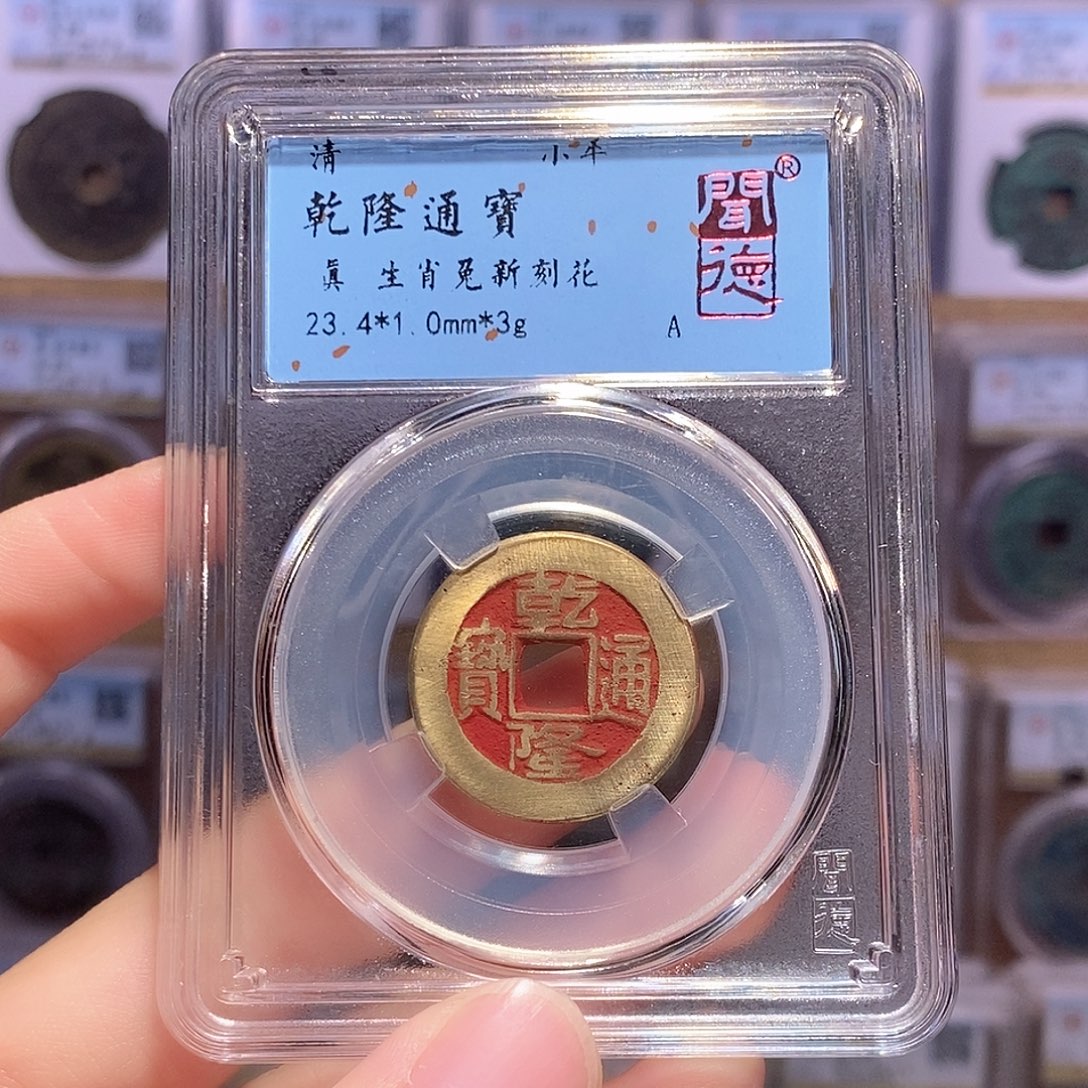 清 小平
乾隆通寶
真 生肖兔新刻花
23.4*1.0mm*3g A
聞德®
乾隆通寶
聞德